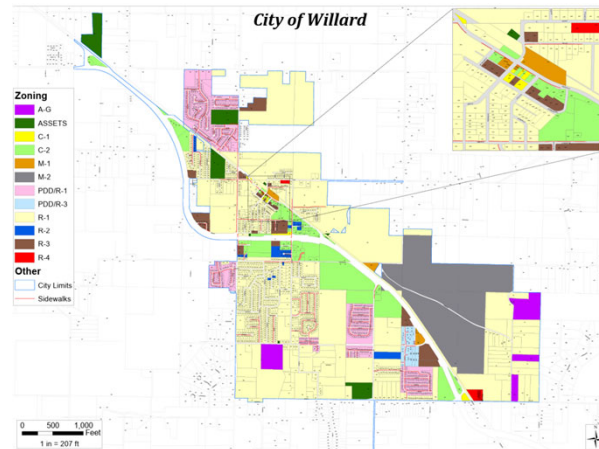 City of Willard
Zoning
A-G
ASSETS
C-1
C-2
M-1
M-2
PDD/R-1
PDD/R-3
R-1
R-2
R-3
R-4
Other
City Limits
Sidewalks
0 500 1,000
Feet
1 in = 207 ft